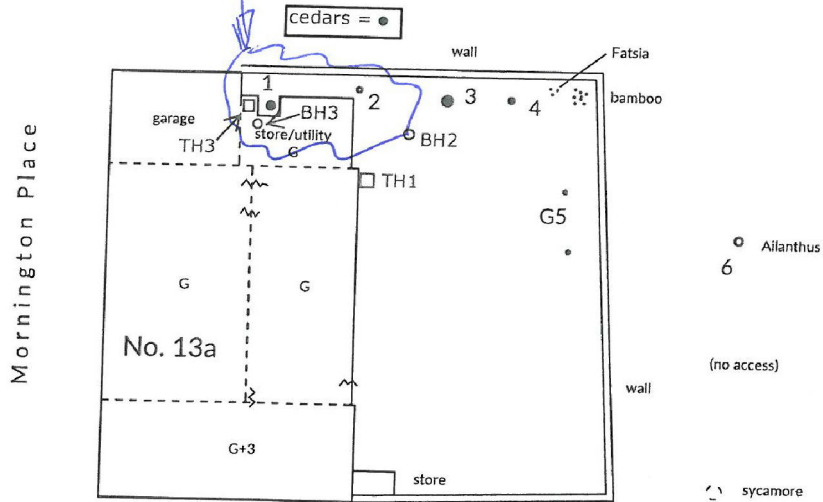 cedars =
wall
Fatsia
1
2
3
4
bamboo
garage
BH3
store/utility
TH3
G
BH2
TH1
G5
Ailanthus
6
G
G
No. 13a
Mornington Place
(no access)
wall
G+3
store
sycamore